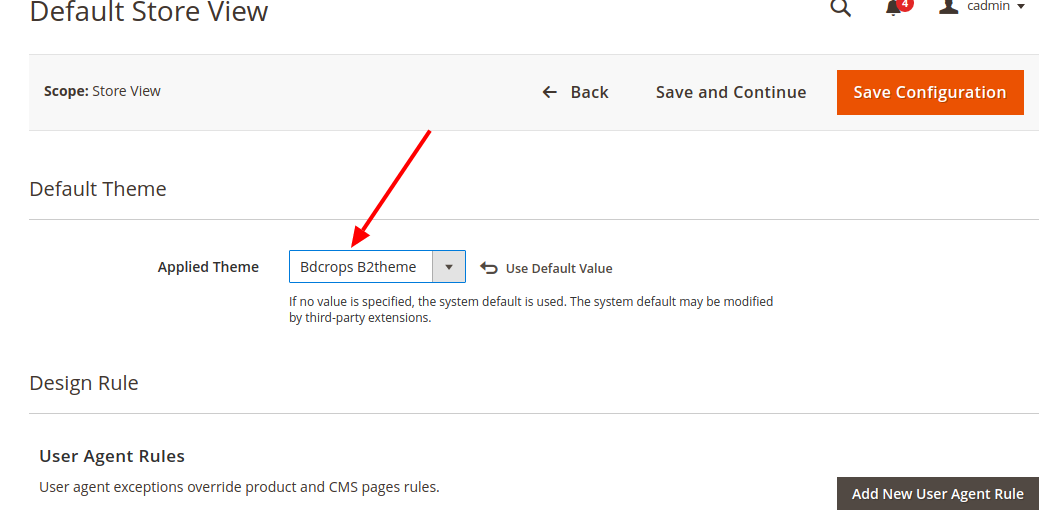 Default Store View
4
cadmin
Scope: Store View
Back
Save and Continue
Save Configuration
Default Theme
Applied Theme
Bdcrops B2theme
Use Default Value
If no value is specified, the system default is used. The system default may be modified
by third-party extensions.
Design Rule
User Agent Rules
User agent exceptions override product and CMS pages rules.
Add New User Agent Rule